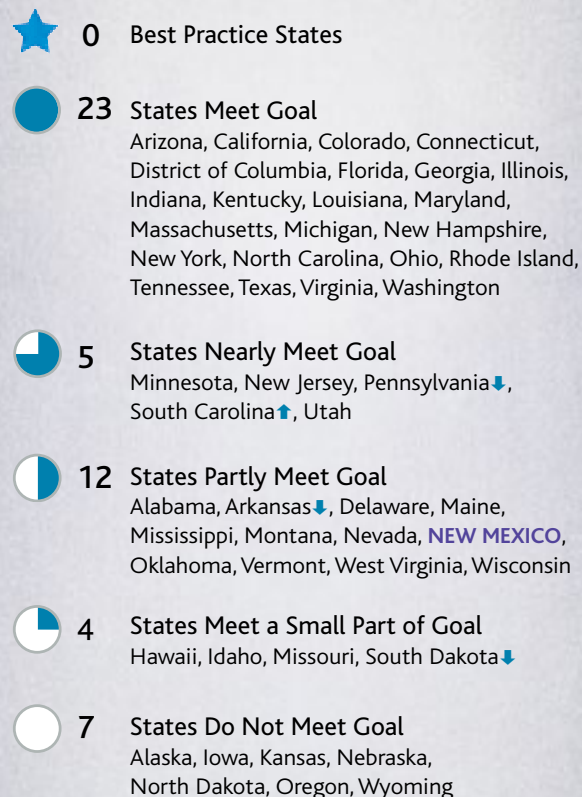 0 Best Practice States
23 States Meet Goal
Arizona, California, Colorado, Connecticut,
District of Columbia, Florida, Georgia, Illinois,
Indiana, Kentucky, Louisiana, Maryland,
Massachusetts, Michigan, New Hampshire,
New York, North Carolina, Ohio, Rhode Island,
Tennessee, Texas, Virginia, Washington
5 States Nearly Meet Goal
Minnesota, New Jersey, Pennsylvania⬇,
South Carolina⬆, Utah
12 States Partly Meet Goal
Alabama, Arkansas⬇, Delaware, Maine,
Mississippi, Montana, Nevada, NEW MEXICO,
Oklahoma, Vermont, West Virginia, Wisconsin
4 States Meet a Small Part of Goal
Hawaii, Idaho, Missouri, South Dakota⬇
7 States Do Not Meet Goal
Alaska, Iowa, Kansas, Nebraska,
North Dakota, Oregon, Wyoming